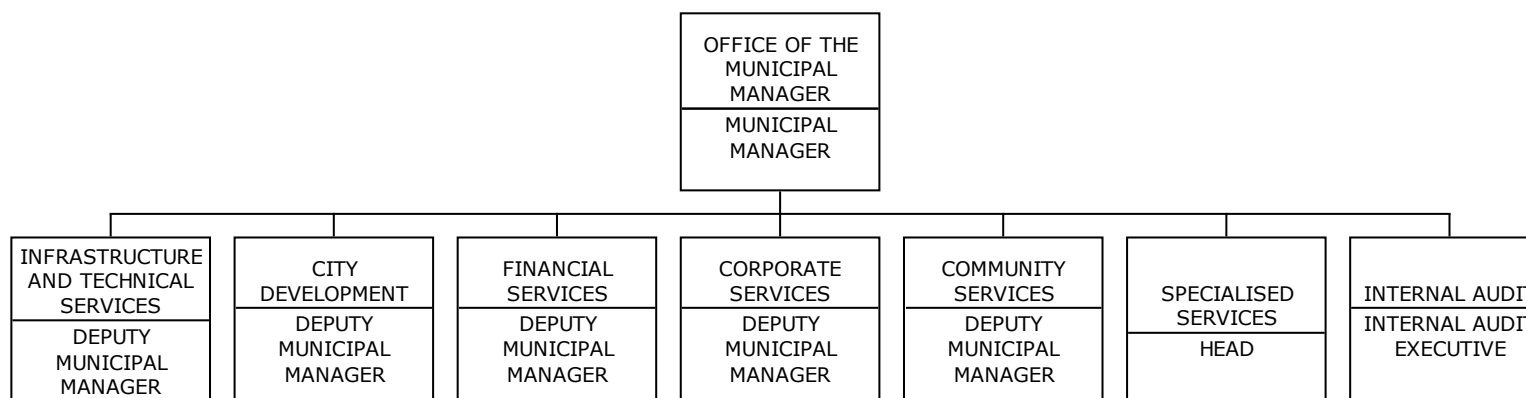 OFFICE OF THE
MUNICIPAL
MANAGER
MUNICIPAL
MANAGER
INFRASTRUCTURE
AND TECHNICAL
SERVICES
DEPUTY
MUNICIPAL
MANAGER
CITY
DEVELOPMENT
DEPUTY
MUNICIPAL
MANAGER
FINANCIAL
SERVICES
DEPUTY
MUNICIPAL
MANAGER
CORPORATE
SERVICES
DEPUTY
MUNICIPAL
MANAGER
COMMUNITY
SERVICES
DEPUTY
MUNICIPAL
MANAGER
SPECIALISED
SERVICES
HEAD
INTERNAL AUDIT
INTERNAL AUDIT
EXECUTIVE